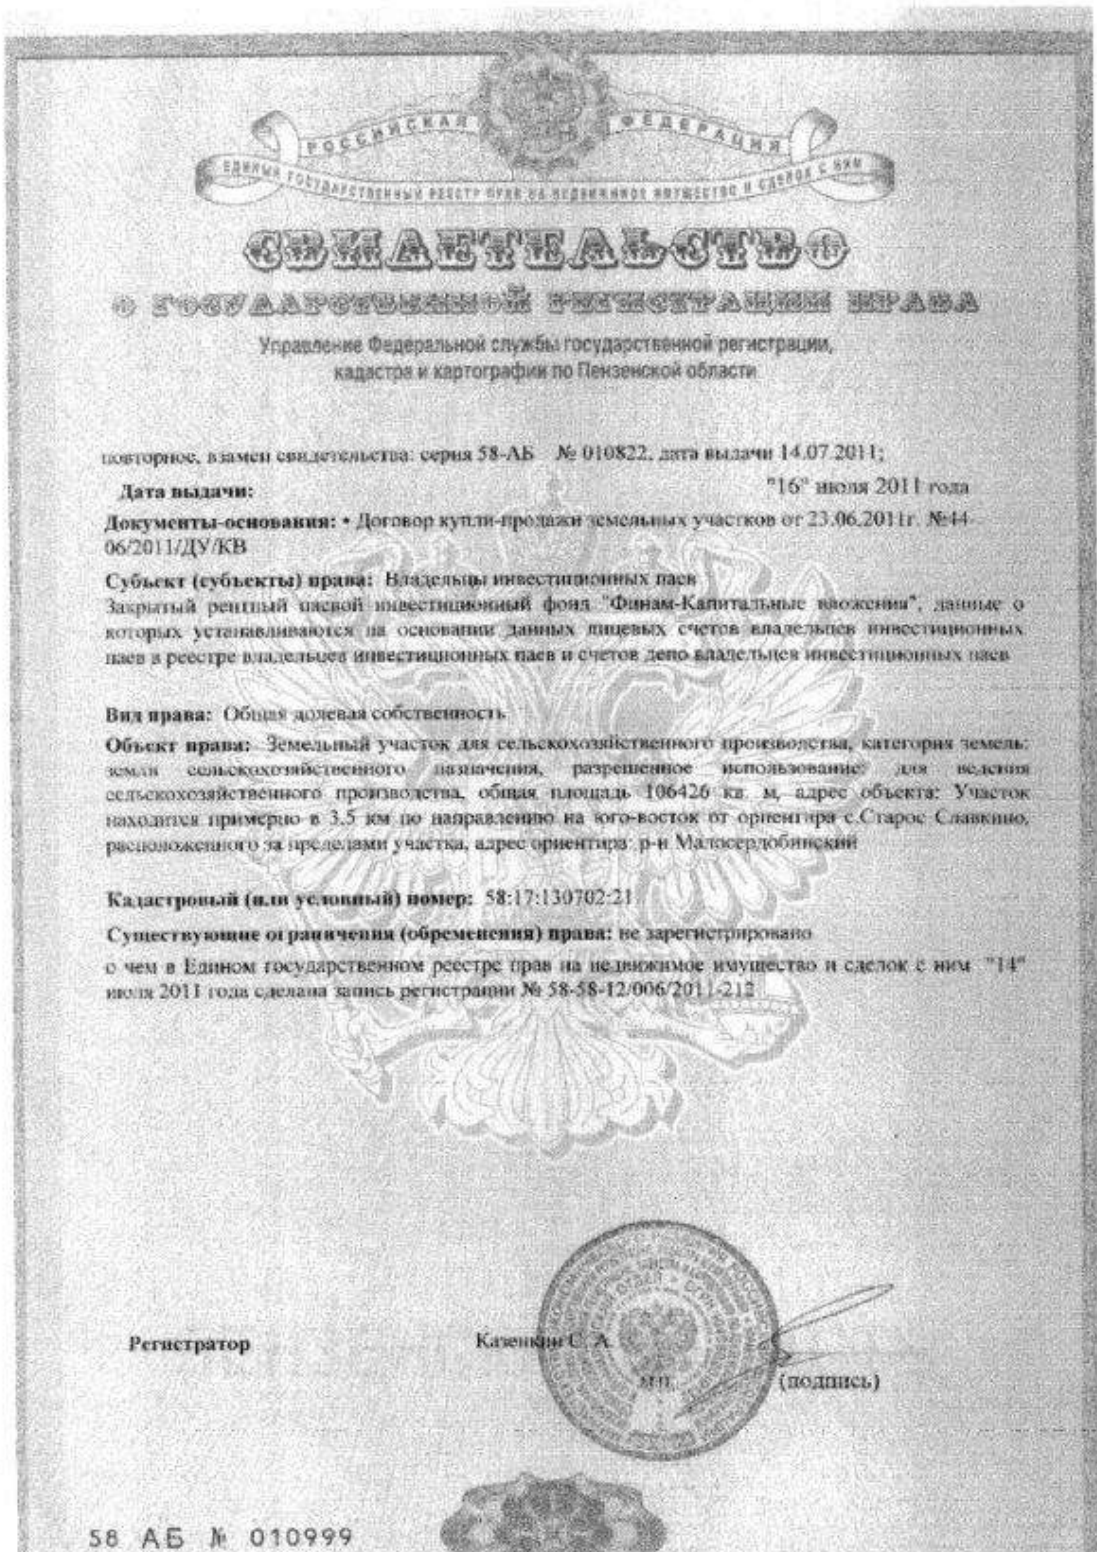 РОССИЙСКАЯ ФЕДЕРАЦИЯ
ЕДИНЫЙ ГОСУДАРСТВЕННЫЙ РЕЕСТР ПРАВ НА НЕДВИЖИМОЕ ИМУЩЕСТВО И СДЕЛОК С НИМ
СВИДЕТЕЛЬСТВО
О ГОСУДАРСТВЕННОЙ РЕГИСТРАЦИИ ПРАВА
Управление Федеральной службы государственной регистрации,
кадастра и картографии по Пензенской области
повторное, взамен свидетельства: серия 58-АБ № 010822, дата выдачи 14.07.2011;
Дата выдачи: "16" июля 2011 года
Документы-основания: • Договор купли-продажи земельных участков от 23.06.2011г. №44-
06/2011/ДУ/КВ
Субъект (субъекты) права: Владельцы инвестиционных паев
Закрытый рентный паевой инвестиционный фонд "Финам-Капитальные вложения", данные о
которых устанавливаются на основании данных лицевых счетов владельцев инвестиционных
паев в реестре владельцев инвестиционных паев и счетов депо владельцев инвестиционных паев
Вид права: Общая долевая собственность
Объект права: Земельный участок для сельскохозяйственного производства, категория земель:
земли сельскохозяйственного назначения, разрешенное использование: для ведения
сельскохозяйственного производства, общая площадь 106426 кв. м, адрес объекта: Участок
находится примерно в 3.5 км по направлению на юго-восток от ориентира с.Старое Славкино,
расположенного за пределами участка, адрес ориентира: р-н Малосердобинский
Кадастровый (или условный) номер: 58:17:130702:21
Существующие ограничения (обременения) права: не зарегистрировано
о чем в Едином государственном реестре прав на недвижимое имущество и сделок с ним "14"
июля 2011 года сделана запись регистрации № 58-58-12/006/2011-212
Регистратор Казенкин С. А.
м.п. (подпись)
58 АБ № 010999